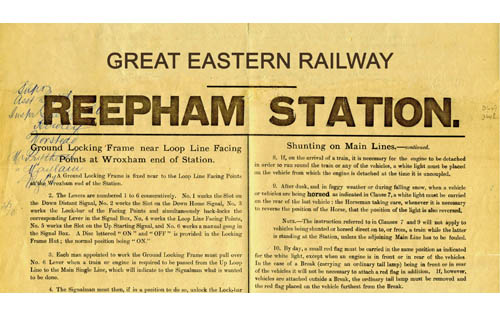 GREAT EASTERN RAILWAY
REEPHAM STATION.
Ground Locking Frame near Loop Line Facing
Points at Wroxham end of Station.
1. A Ground Locking Frame is fixed near to the Loop Line Facing Points
at the Wroxham end of the Station.
2. The Levers are numbered 1 to 6 consecutively. No. 1 works the Slot on
the Down Distant Signal, No. 2 works the Slot on the Down Home Signal, No. 3
works the Lock-bar of the Facing Points and simultaneously back-locks the
corresponding Lever in the Signal Box, No. 4 works the Loop Line Facing Points,
No. 5 works the Slot on the Up Starting Signal, and No. 6 works a manual gong in
the Signal Box. A Disc lettered "ON" and "OFF" is provided in the Locking
Frame Hut; the normal position being "ON."
3. Each man appointed to work the Ground Locking Frame must pull over
No. 6 Lever when a train or engine is required to be passed from the Up Loop
Line to the Main Single Line, which will indicate to the Signalman what is wanted
to be done.
4. The Signalman must then, if in a position to do so, unlock the Lock-bar
Shunting on Main Lines.—continued.
8. If, on the arrival of a train, it is necessary for the engine to be detached
in order to run round the train or any of the vehicles, a white light must be placed
on the vehicle from which the engine is detached at the time it is uncoupled.
9. After dusk, and in foggy weather or during falling snow, when a vehicle
or vehicles are being horsed as indicated in Clause 7, a white light must be carried
on the rear of the last vehicle: the Horseman taking care, whenever it is necessary
to reverse the position of the Horse, that the position of the light is also reversed.
NOTE.—The instruction referred to in Clauses 7 and 9 will not apply to
vehicles being shunted or horsed direct on to, or from, a train while the latter
is standing at the Station, unless the adjoining Main Line has to be fouled.
10. By day, a small red flag must be carried in the same position as indicated
for the white light, except when an engine is in front or in rear of the vehicles.
In the case of a Break (carrying an ordinary tail lamp) being in front or in rear
of the vehicles it will not be necessary to attach a red flag in addition. If, however,
vehicles are attached outside a Break, the ordinary tail lamp must be removed and
the red flag placed on the vehicle farthest from the Break.